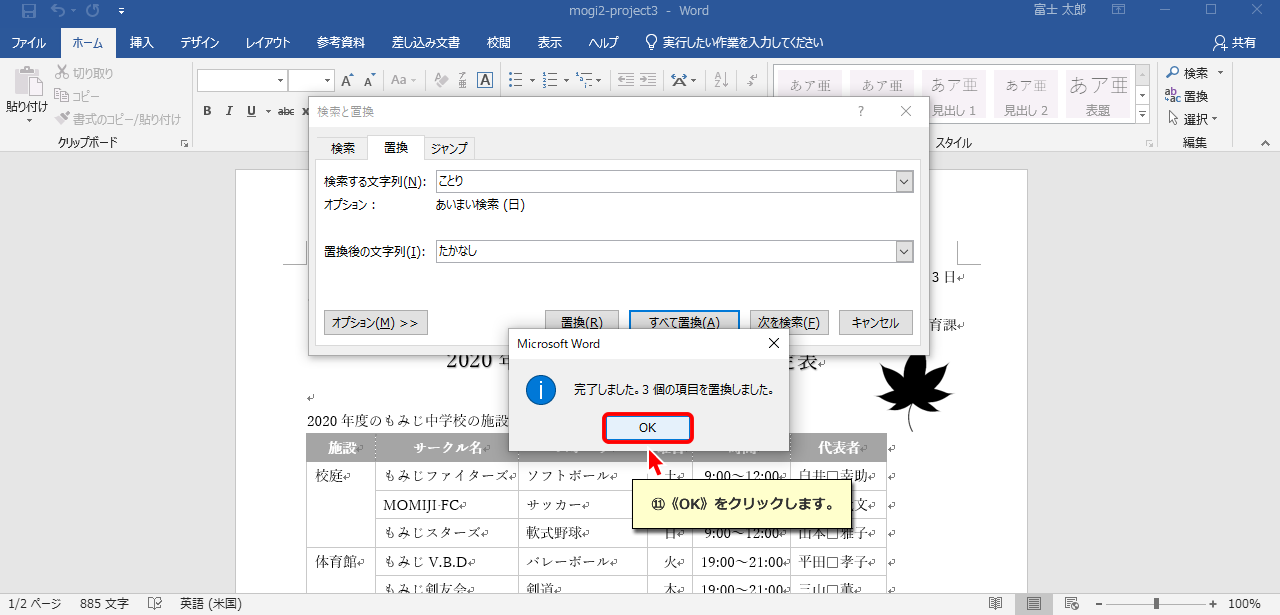 mogi2-project3 - Word
富士 太郎
ファイル ホーム 挿入 デザイン レイアウト 参考資料 差し込み文書 校閲 表示 ヘルプ 実行したい作業を入力してください 共有
貼り付け
切り取り
コピー
書式のコピー/貼り付け
クリップボード
B I U abc x
Aa A
あア亜 あア亜 あア亜 あア亜 あア亜
見出し 1 見出し 2 表題
スタイル
検索
置換
選択
編集
検索と置換 ?
検索 置換 ジャンプ
検索する文字列(N): ことり
オプション : あいまい検索 (日)
置換後の文字列(I): たかなし
オプション(M) >> 置換(R) すべて置換(A) 次を検索(F) キャンセル
3 日
育課
Microsoft Word
完了しました。3 個の項目を置換しました。
OK
⑪《OK》をクリックします。
2020 年
表
2020 年度のもみじ中学校の施設
施設 サークル名 代表者
校庭 もみじファイターズ ソフトボール 土 9:00～12:00 白井□幸助
MOMIJI·FC サッカー 文
もみじスターズ 軟式野球 日 9:00～12:00 山本□雅子
体育館 もみじ V.B.D バレーボール 火 19:00～21:00 平田□孝子
もみじ剣友会 剣道 木 19:00～21:00 三山□薫
1/2 ページ 885 文字 英語 (米国) 100%